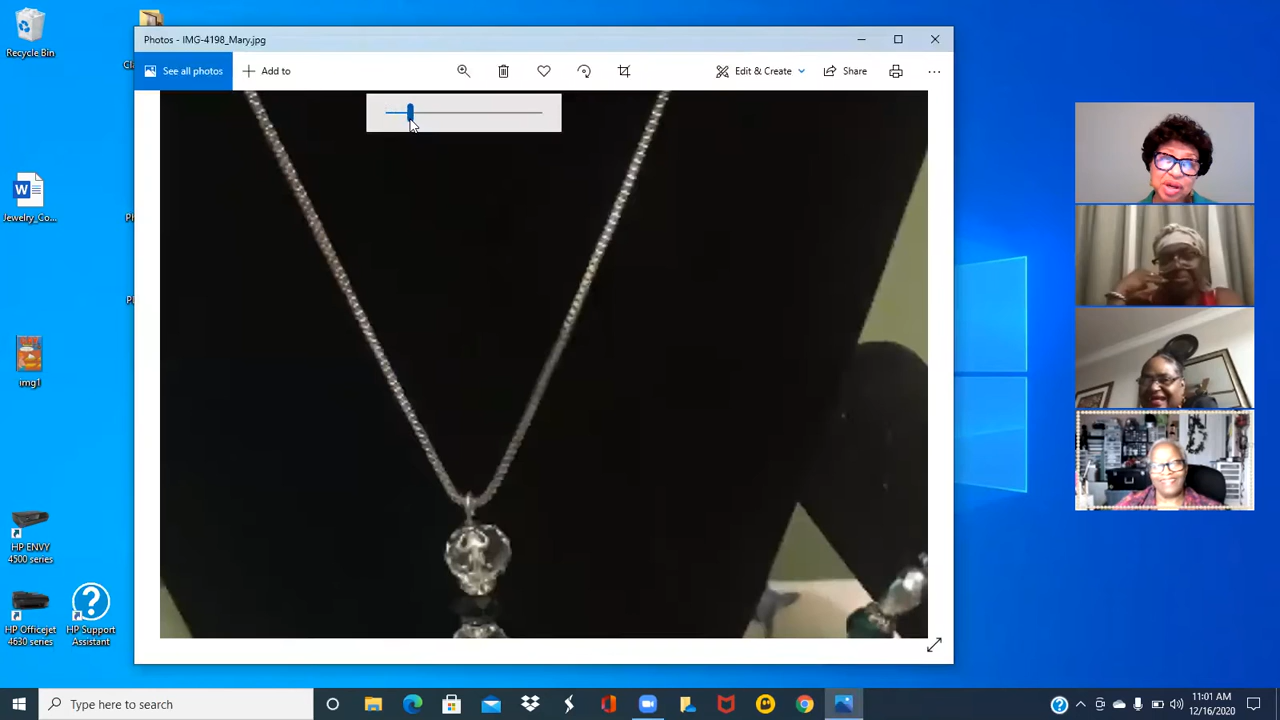 Recycle Bin
Photos - IMG-4198_Mary.jpg
See all photos
Add to
Edit & Create
Share
Jewelry_Co...
img1
HP ENVY
4500 series
HP Officejet
4630 series
HP Support
Assistant
Type here to search
11:01 AM
12/16/2020